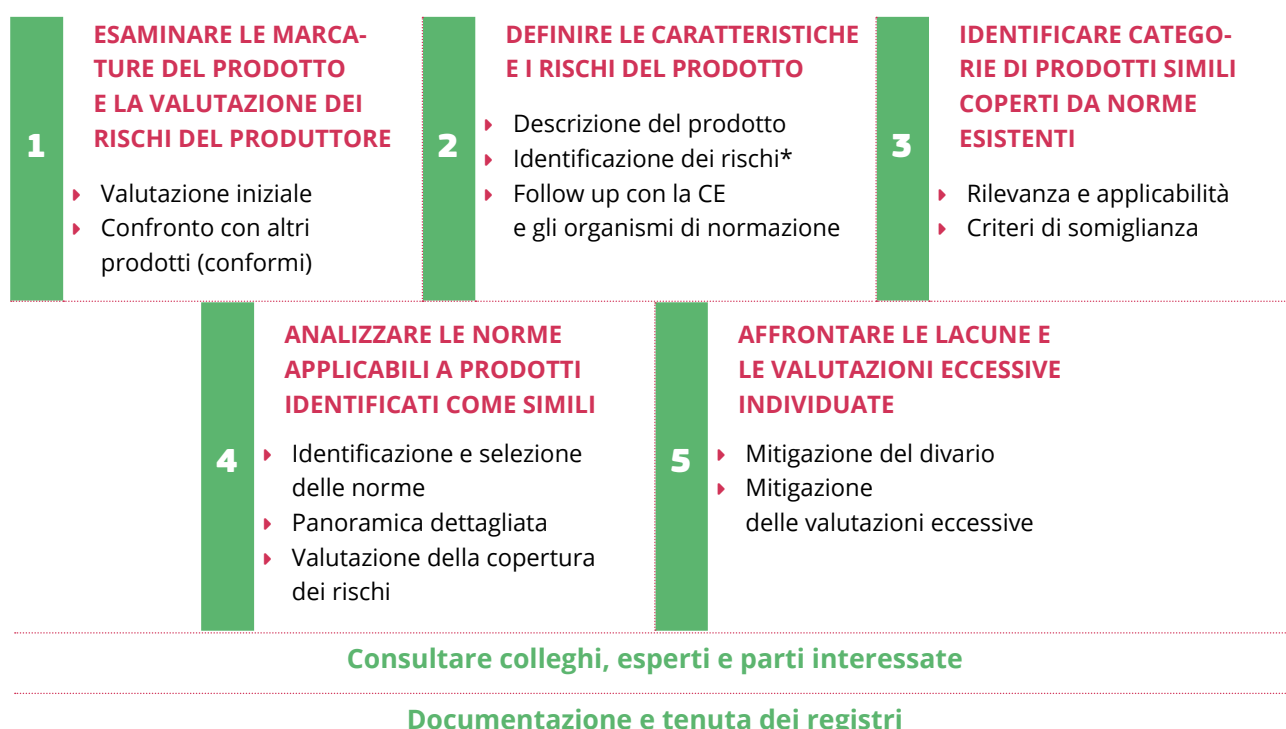 1
ESAMINARE LE MARCA-
TURE DEL PRODOTTO
E LA VALUTAZIONE DEI
RISCHI DEL PRODUTTORE
Valutazione iniziale
Confronto con altri
prodotti (conformi)
2
DEFINIRE LE CARATTERISTICHE
E I RISCHI DEL PRODOTTO
Descrizione del prodotto
Identificazione dei rischi*
Follow up con la CE
e gli organismi di normazione
3
IDENTIFICARE CATEGO-
RIE DI PRODOTTI SIMILI
COPERTI DA NORME
ESISTENTI
Rilevanza e applicabilità
Criteri di somiglianza
4
ANALIZZARE LE NORME
APPLICABILI A PRODOTTI
IDENTIFICATI COME SIMILI
Identificazione e selezione
delle norme
Panoramica dettagliata
Valutazione della copertura
dei rischi
5
AFFRONTARE LE LACUNE E
LE VALUTAZIONI ECCESSIVE
INDIVIDUATE
Mitigazione del divario
Mitigazione
delle valutazioni eccessive
Consultare colleghi, esperti e parti interessate
Documentazione e tenuta dei registri